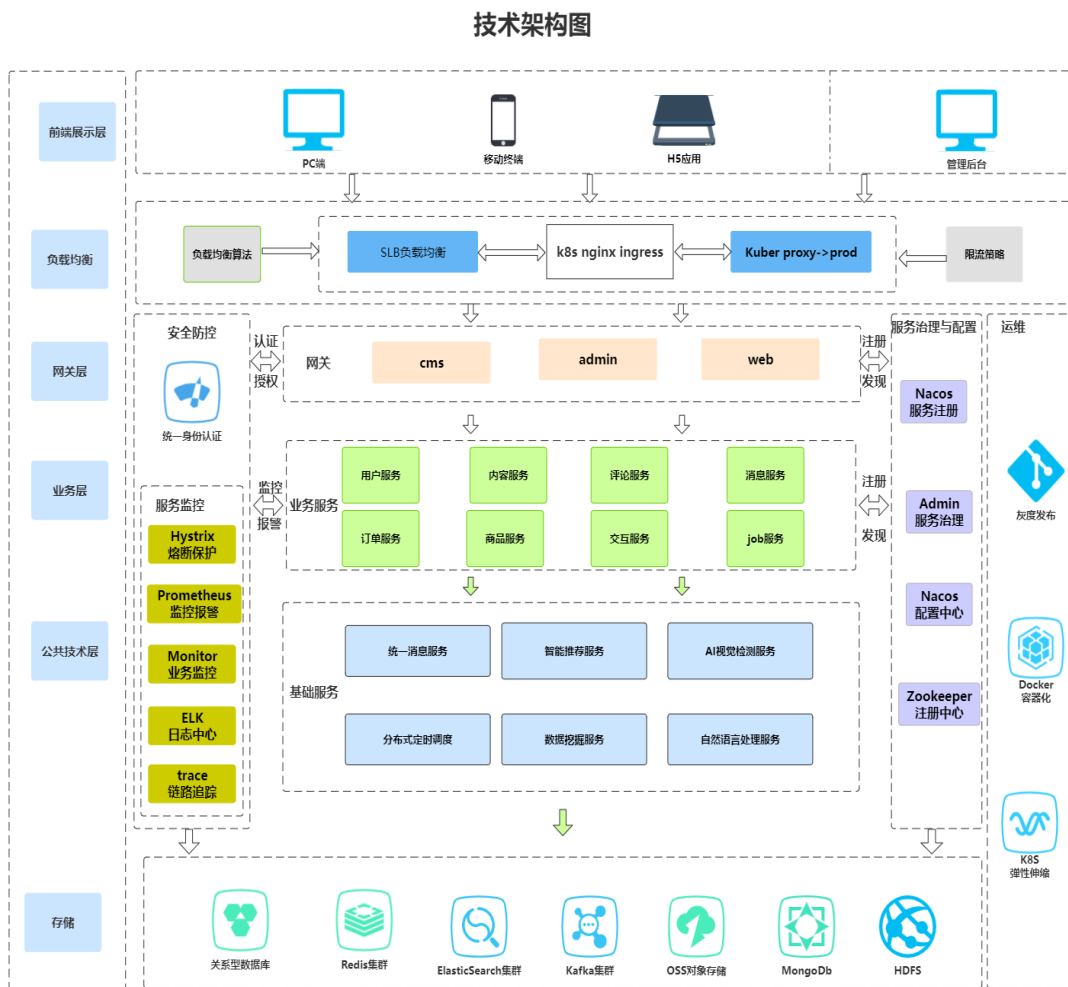 技术架构图
前端展示层
PC端
移动终端
H5应用
管理后台
负载均衡
负载均衡算法
SLB负载均衡
k8s nginx ingress
Kuber proxy->prod
限流策略
网关层
安全防控
统一身份认证
认证
授权
网关
cms
admin
web
注册
发现
服务治理与配置
Nacos
服务注册
运维
业务层
服务监控
Hystrix
熔断保护
监控
报警
业务服务
用户服务
内容服务
评论服务
消息服务
订单服务
商品服务
交互服务
job服务
注册
发现
Admin
服务治理
灰度发布
公共技术层
Prometheus
监控报警
Monitor
业务监控
ELK
日志中心
trace
链路追踪
基础服务
统一消息服务
智能推荐服务
AI视觉检测服务
分布式定时调度
数据挖掘服务
自然语言处理服务
Nacos
配置中心
Zookeeper
注册中心
Docker
容器化
K8S
弹性伸缩
存储
关系型数据库
Redis集群
ElasticSearch集群
Kafka集群
OSS对象存储
MongoDb
HDFS